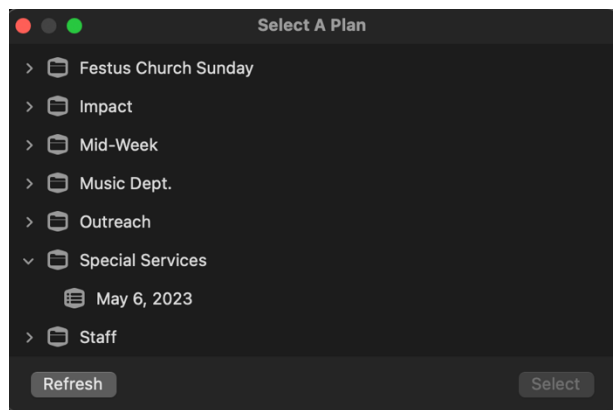 Select A Plan
Festus Church Sunday
Impact
Mid-Week
Music Dept.
Outreach
Special Services
May 6, 2023
Staff
Refresh
Select